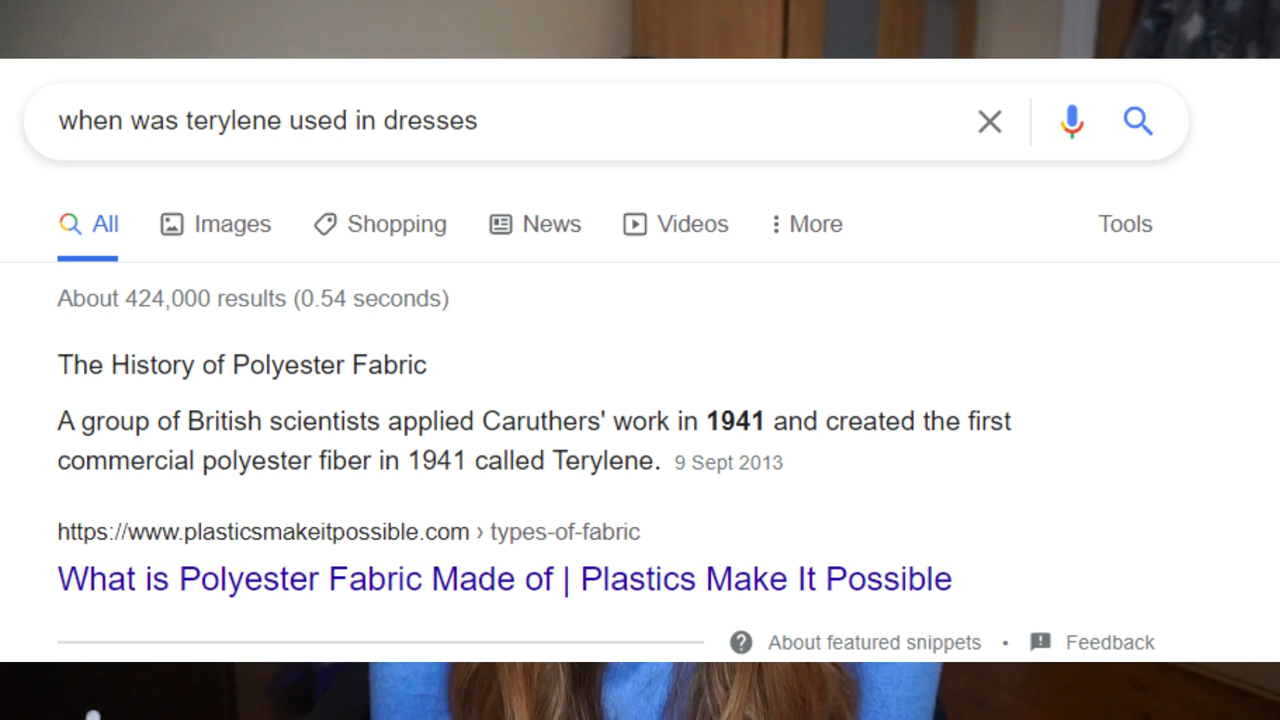 when was terylene used in dresses
All Images Shopping News Videos More Tools
About 424,000 results (0.54 seconds)
The History of Polyester Fabric
A group of British scientists applied Caruthers' work in 1941 and created the first
commercial polyester fiber in 1941 called Terylene. 9 Sept 2013
https://www.plasticsmakeitpossible.com › types-of-fabric
What is Polyester Fabric Made of | Plastics Make It Possible
About featured snippets • Feedback